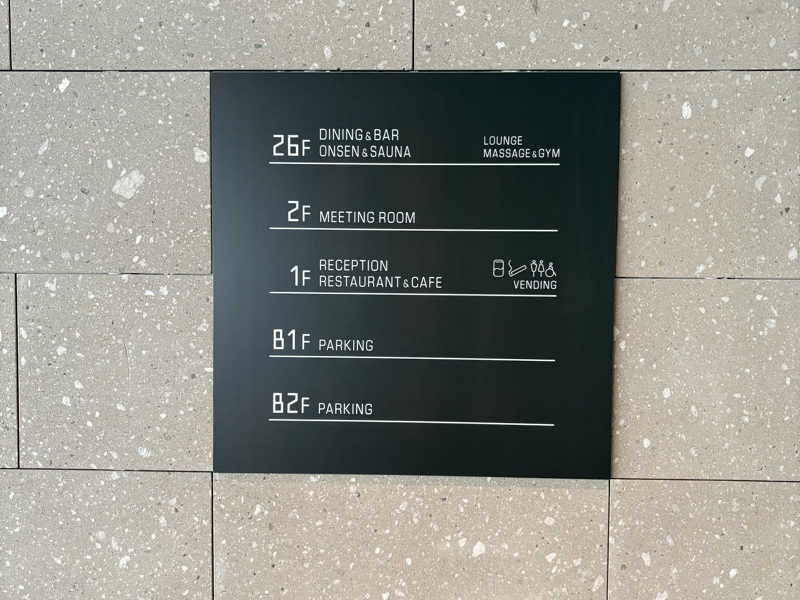 26F DINING & BAR
ONSEN & SAUNA
LOUNGE
MASSAGE & GYM
2F MEETING ROOM
1F RECEPTION
RESTAURANT & CAFE
VENDING
B1F PARKING
B2F PARKING